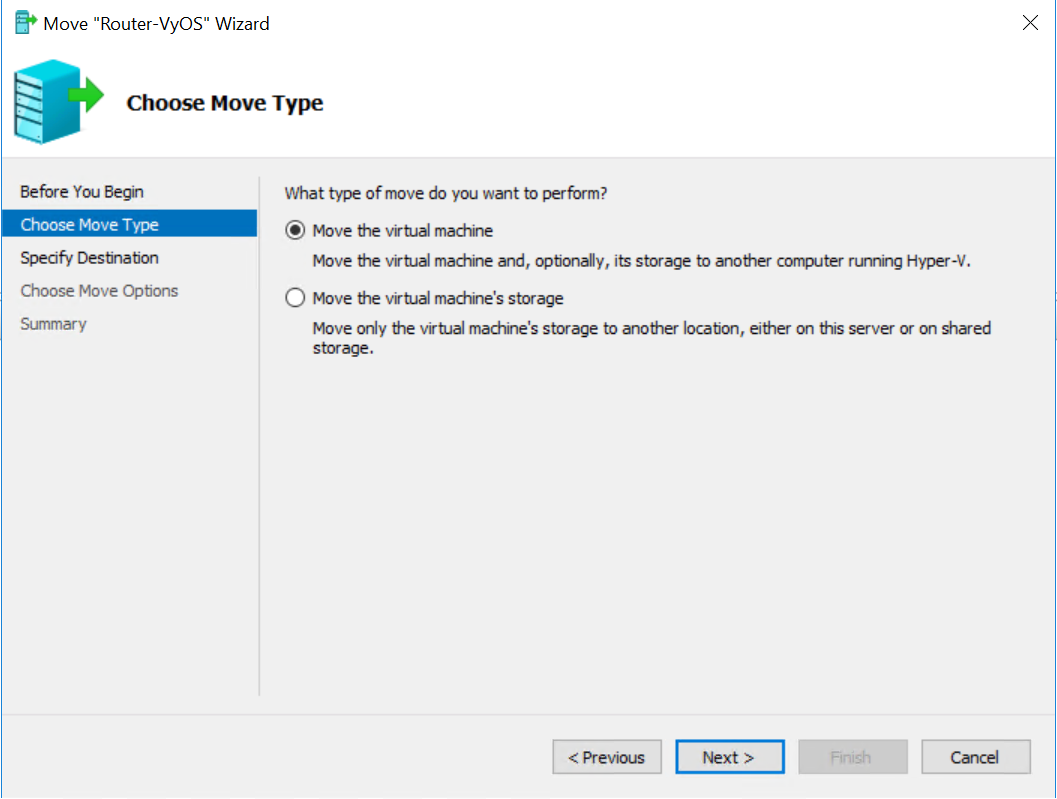 Move "Router-VyOS" Wizard
Choose Move Type
Before You Begin
Choose Move Type
Specify Destination
Choose Move Options
Summary
What type of move do you want to perform?
Move the virtual machine
Move the virtual machine and, optionally, its storage to another computer running Hyper-V.
Move the virtual machine's storage
Move only the virtual machine's storage to another location, either on this server or on shared
storage.
< Previous
Next >
Finish
Cancel